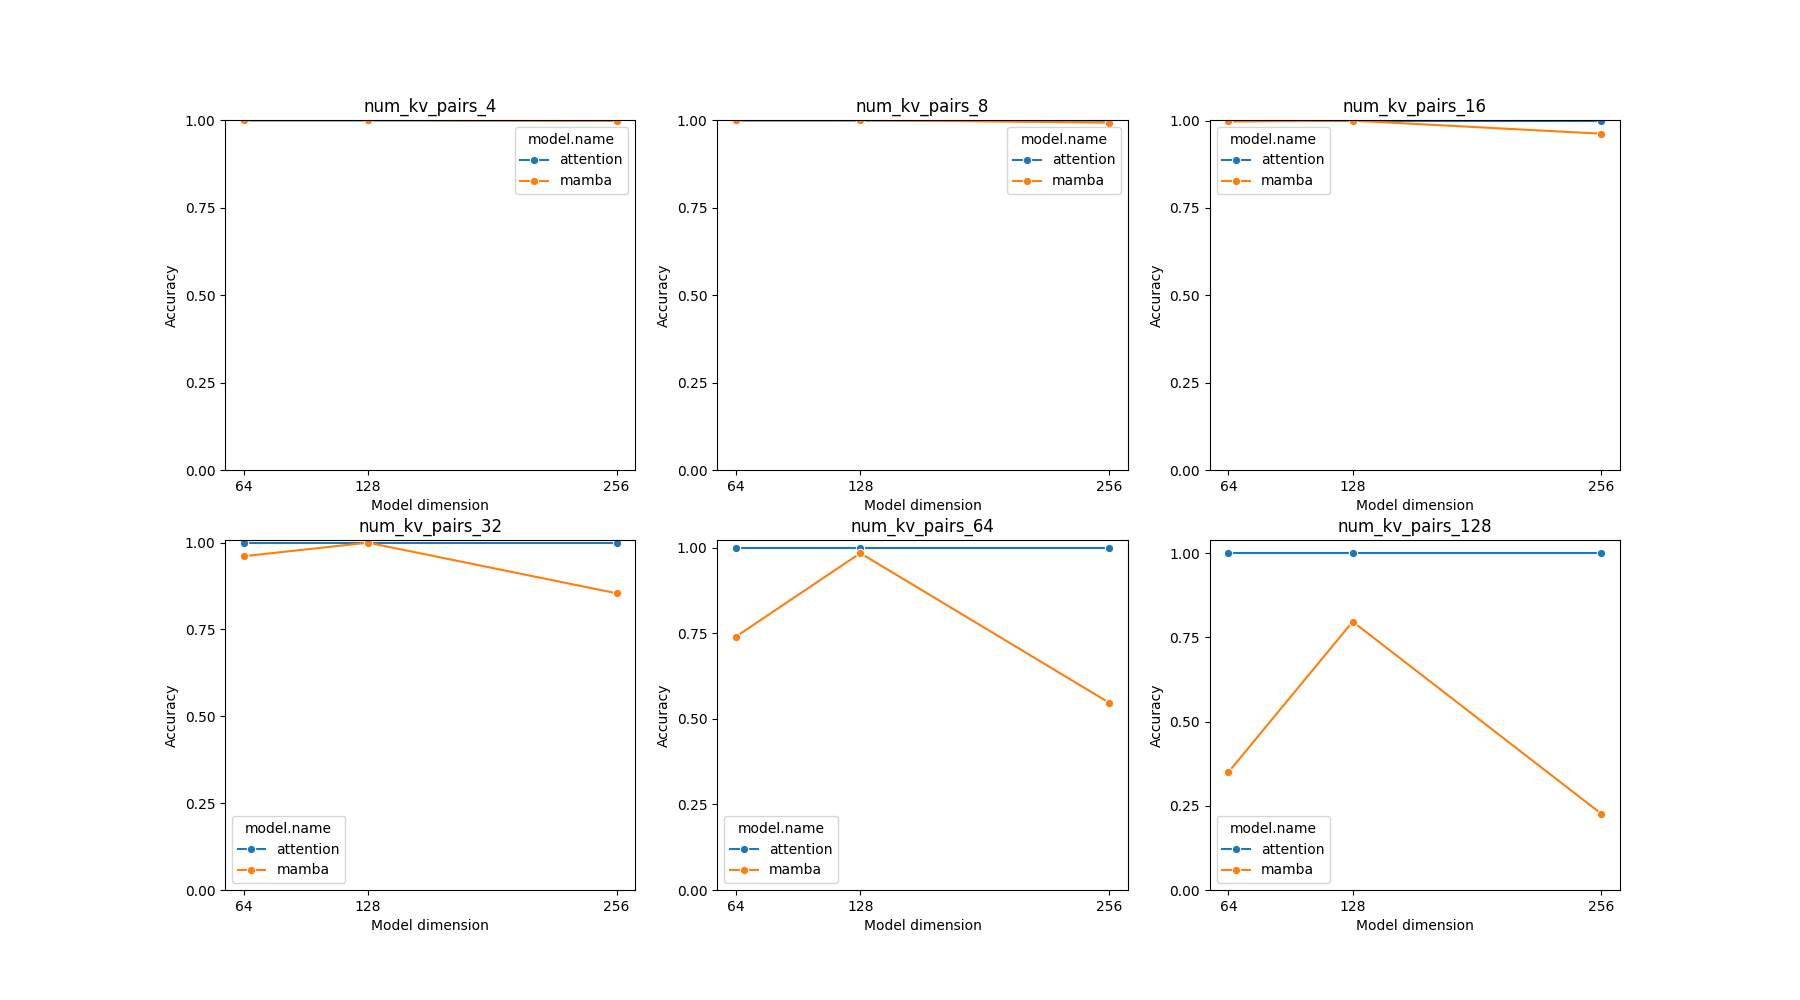 num_kv_pairs_4
1.00
0.75
0.50
0.25
0.00
Accuracy
model.name
attention
mamba
64 128 256
Model dimension
num_kv_pairs_8
1.00
0.75
0.50
0.25
0.00
Accuracy
model.name
attention
mamba
64 128 256
Model dimension
num_kv_pairs_16
1.00
0.75
0.50
0.25
0.00
Accuracy
model.name
attention
mamba
64 128 256
Model dimension
num_kv_pairs_32
1.00
0.75
0.50
0.25
0.00
Accuracy
model.name
attention
mamba
64 128 256
Model dimension
num_kv_pairs_64
1.00
0.75
0.50
0.25
0.00
Accuracy
model.name
attention
mamba
64 128 256
Model dimension
num_kv_pairs_128
1.00
0.75
0.50
0.25
0.00
Accuracy
model.name
attention
mamba
64 128 256
Model dimension